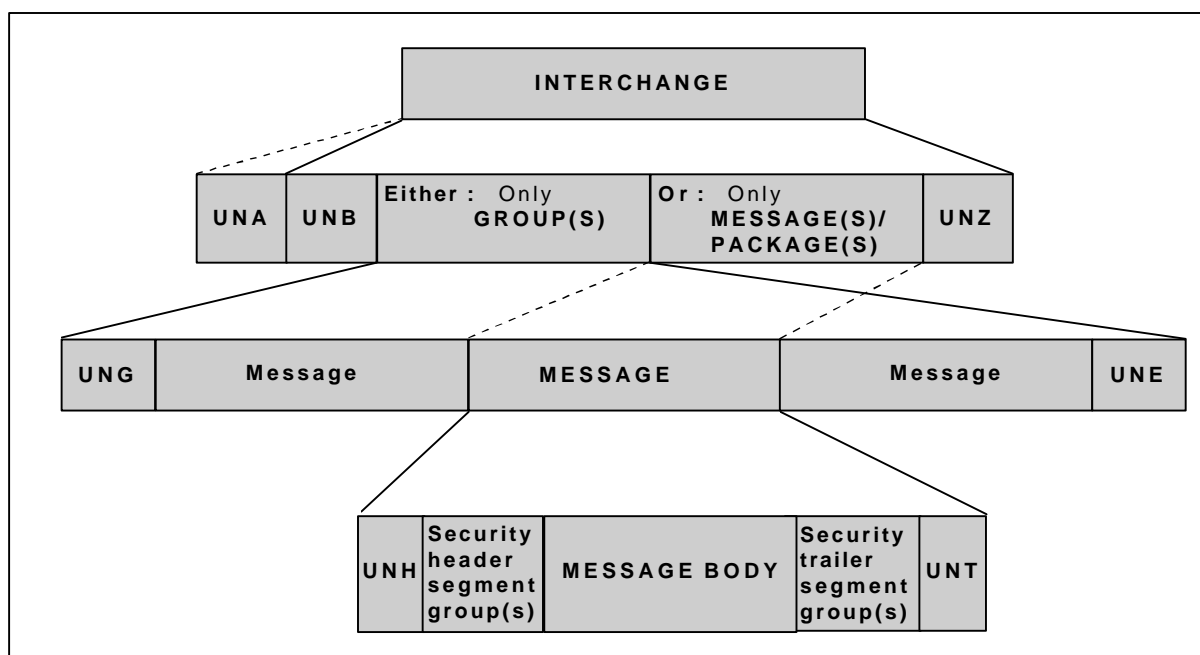 INTERCHANGE
UNA
UNB
Either: Only
GROUP(S)
Or: Only
MESSAGE(S)/
PACKAGE(S)
UNZ
UNG
Message
MESSAGE
Message
UNE
UNH
Security
header
segment
group(s)
MESSAGE BODY
Security
trailer
segment
group(s)
UNT